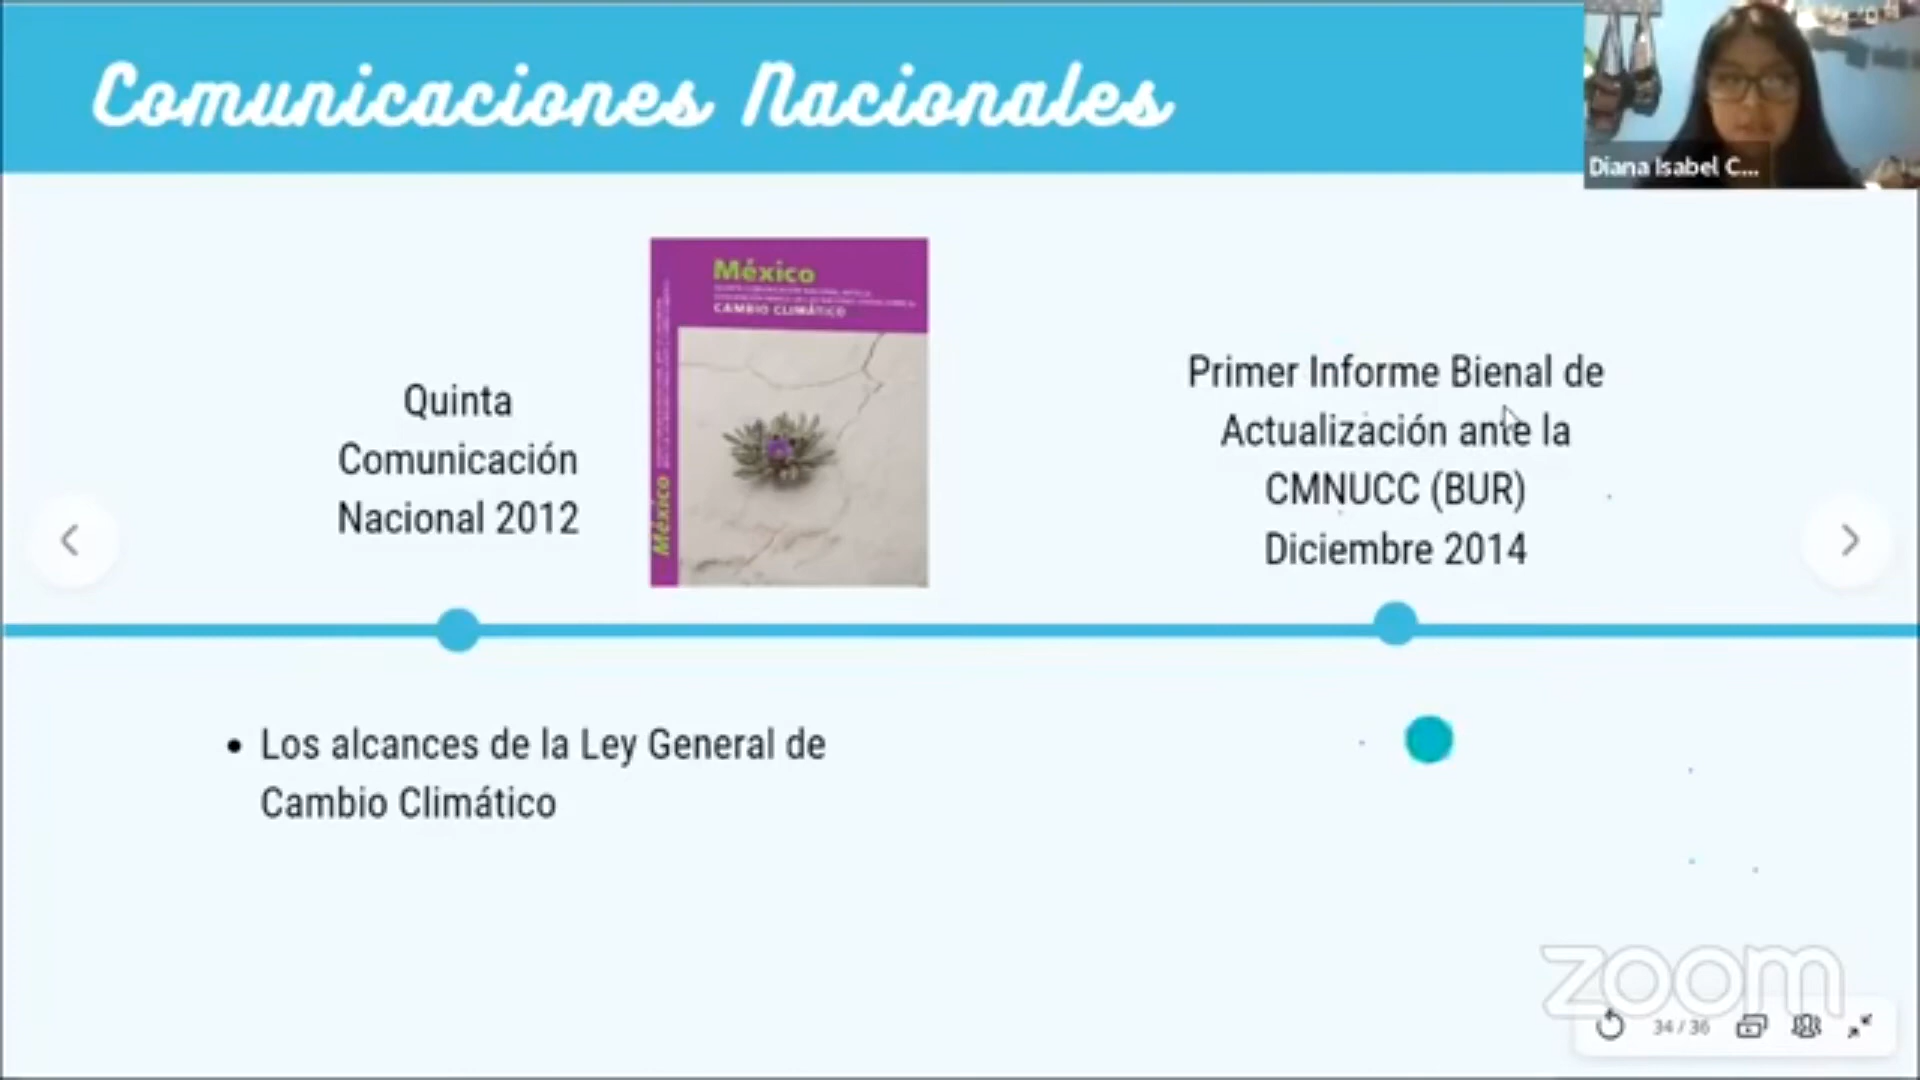 Comunicaciones Nacionales
Diana Isabel C...
México
CAMBIO CLIMÁTICO
México
Quinta
Comunicación
Nacional 2012
Primer Informe Bienal de
Actualización ante la
CMNUCC (BUR)
Diciembre 2014
Los alcances de la Ley General de
Cambio Climático
zoom
34 / 36